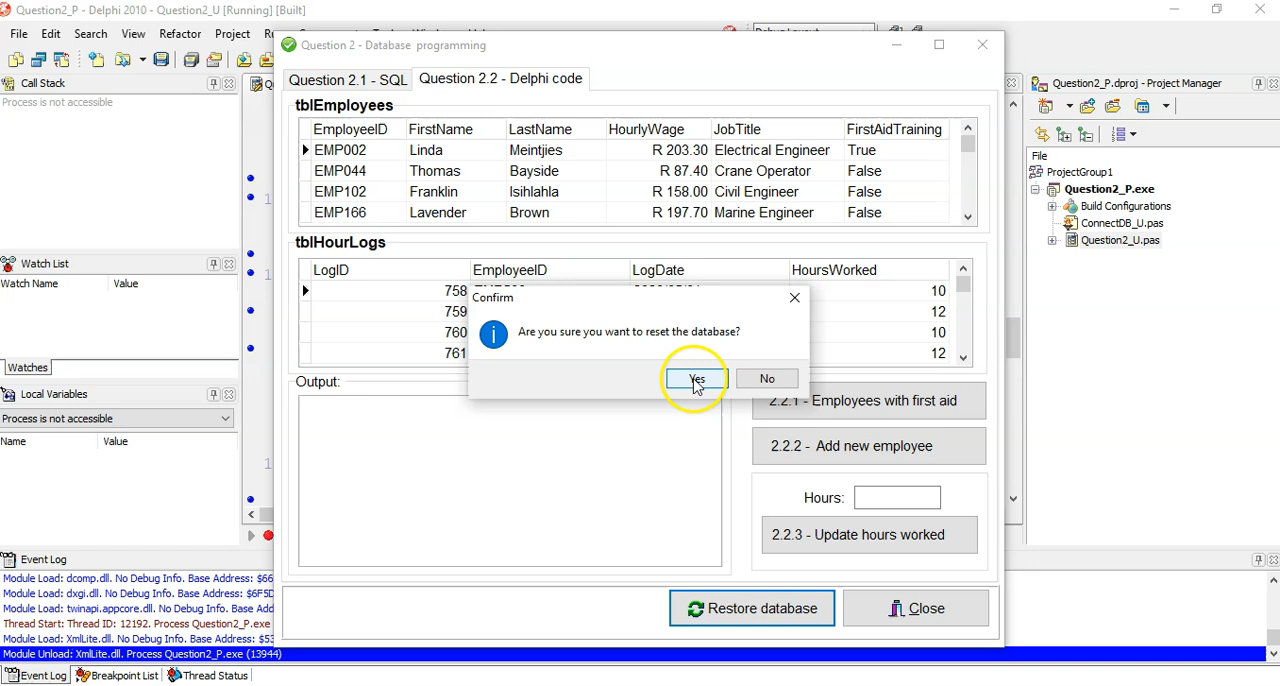 Question2_P - Delphi 2010 - Question2_U [Running] [Built]
File Edit Search View Refactor Project
Call Stack
Process is not accessible
Watch List
Watch Name Value
Watches
Local Variables
Process is not accessible
Name Value
Question 2 - Database programming
Question 2.1 - SQL Question 2.2 - Delphi code
tblEmployees
EmployeeID FirstName LastName HourlyWage JobTitle FirstAidTraining
EMP002 Linda Meintjies R 203.30 Electrical Engineer True
EMP044 Thomas Bayside R 87.40 Crane Operator False
EMP102 Franklin Isihlahla R 158.00 Civil Engineer False
EMP166 Lavender Brown R 197.70 Marine Engineer False
tblHourLogs
LogID EmployeeID LogDate HoursWorked
758 10
759 12
760 10
761 12
Confirm
Are you sure you want to reset the database?
Yes No
Output:
2.2.1 - Employees with first aid
2.2.2 - Add new employee
Hours:
2.2.3 - Update hours worked
Restore database Close
Question2_P.dproj - Project Manager
File
ProjectGroup1
Question2_P.exe
Build Configurations
ConnectDB_U.pas
Question2_U.pas
Event Log
Module Load: dcomp.dll. No Debug Info. Base Address: $66
Module Load: dxgi.dll. No Debug Info. Base Address: $6F5D
Module Load: twinapi.appcore.dll. No Debug Info. Base Add
Thread Start: Thread ID: 12192. Process Question2_P.exe
Module Load: XmlLite.dll. No Debug Info. Base Address: $53
Module Unload: XmlLite.dll. Process Question2_P.exe (13944)
Event Log Breakpoint List Thread Status